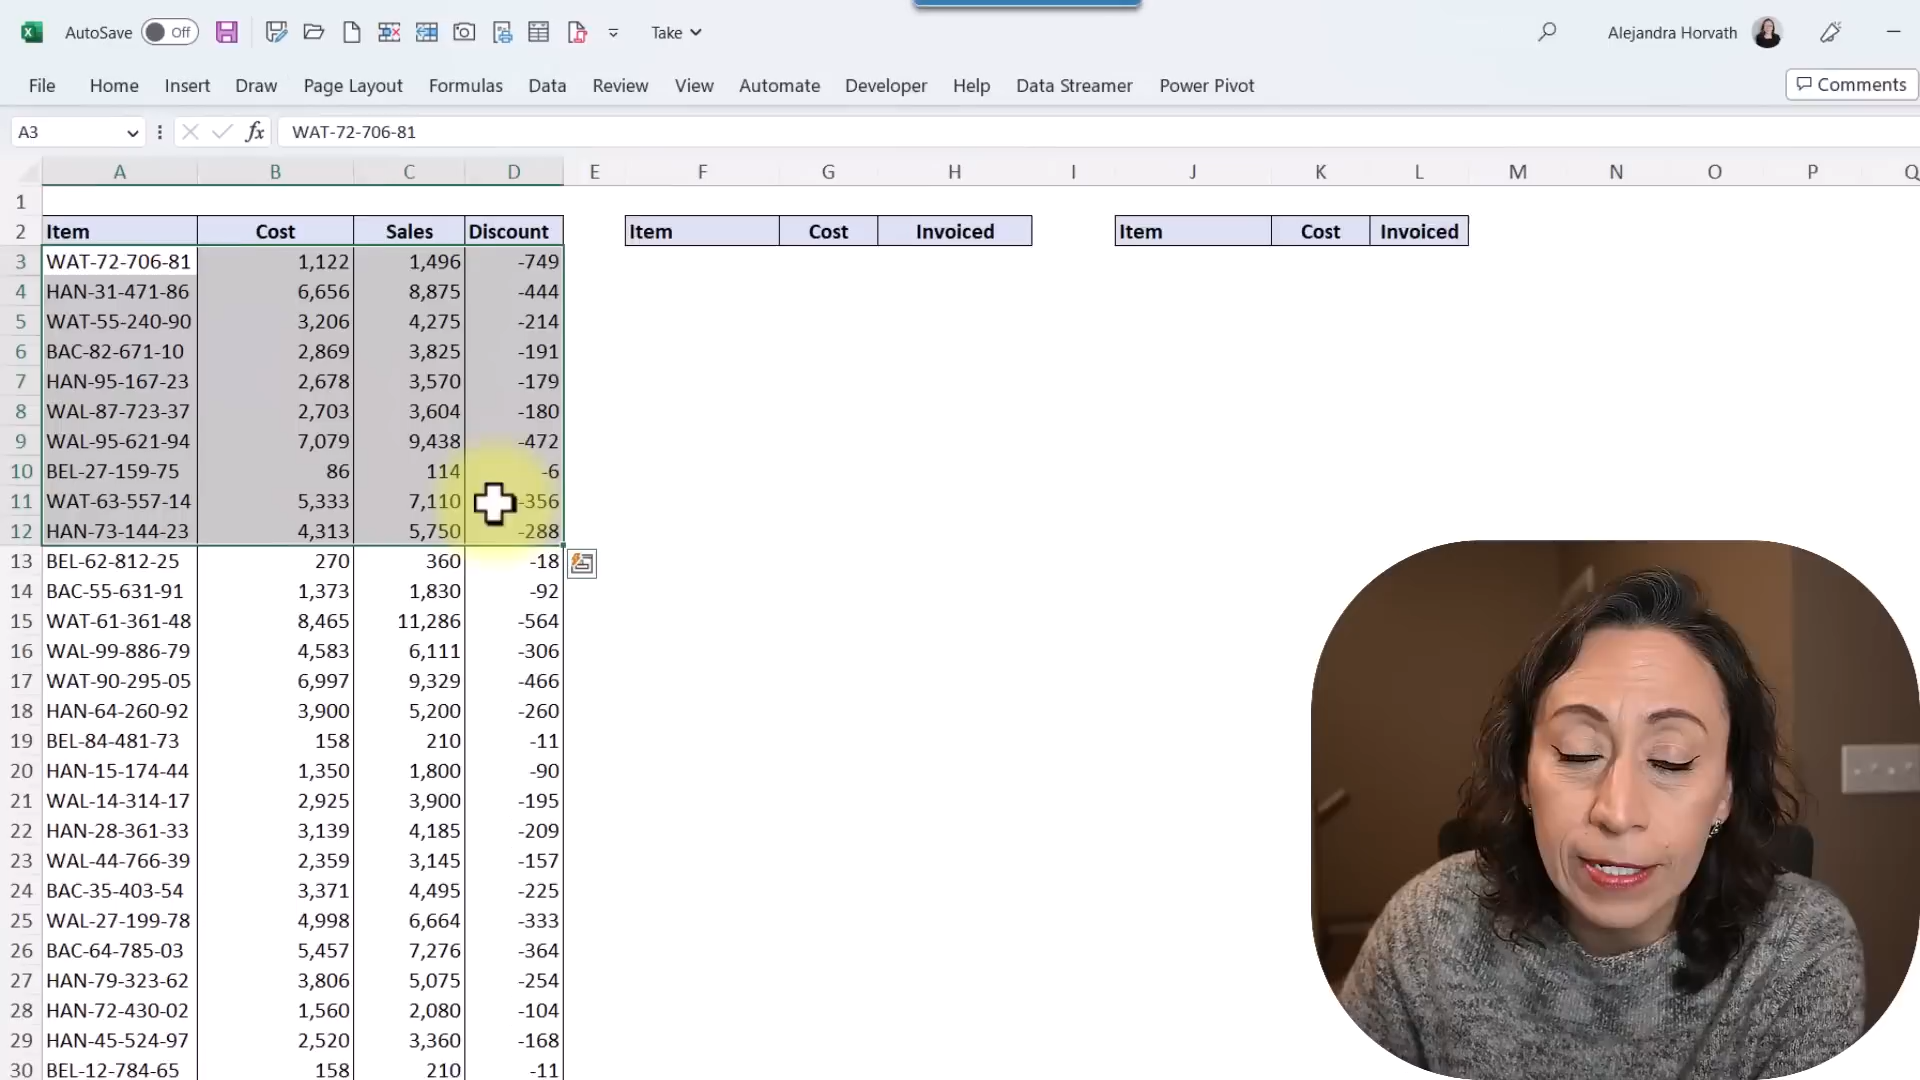 AutoSave Off Take Alejandra Horvath
File Home Insert Draw Page Layout Formulas Data Review View Automate Developer Help Data Streamer Power Pivot Comments
A3 fx WAT-72-706-81
A B C D E F G H I J K L M N O P Q
1
2 Item Cost Sales Discount Item Cost Invoiced Item Cost Invoiced
3 WAT-72-706-81 1,122 1,496 -749
4 HAN-31-471-86 6,656 8,875 -444
5 WAT-55-240-90 3,206 4,275 -214
6 BAC-82-671-10 2,869 3,825 -191
7 HAN-95-167-23 2,678 3,570 -179
8 WAL-87-723-37 2,703 3,604 -180
9 WAL-95-621-94 7,079 9,438 -472
10 BEL-27-159-75 86 114 -6
11 WAT-63-557-14 5,333 7,110 -356
12 HAN-73-144-23 4,313 5,750 -288
13 BEL-62-812-25 270 360 -18
14 BAC-55-631-91 1,373 1,830 -92
15 WAT-61-361-48 8,465 11,286 -564
16 WAL-99-886-79 4,583 6,111 -306
17 WAT-90-295-05 6,997 9,329 -466
18 HAN-64-260-92 3,900 5,200 -260
19 BEL-84-481-73 158 210 -11
20 HAN-15-174-44 1,350 1,800 -90
21 WAL-14-314-17 2,925 3,900 -195
22 HAN-28-361-33 3,139 4,185 -209
23 WAL-44-766-39 2,359 3,145 -157
24 BAC-35-403-54 3,371 4,495 -225
25 WAL-27-199-78 4,998 6,664 -333
26 BAC-64-785-03 5,457 7,276 -364
27 HAN-79-323-62 3,806 5,075 -254
28 HAN-72-430-02 1,560 2,080 -104
29 HAN-45-524-97 2,520 3,360 -168
30 BEL-12-784-65 158 210 -11